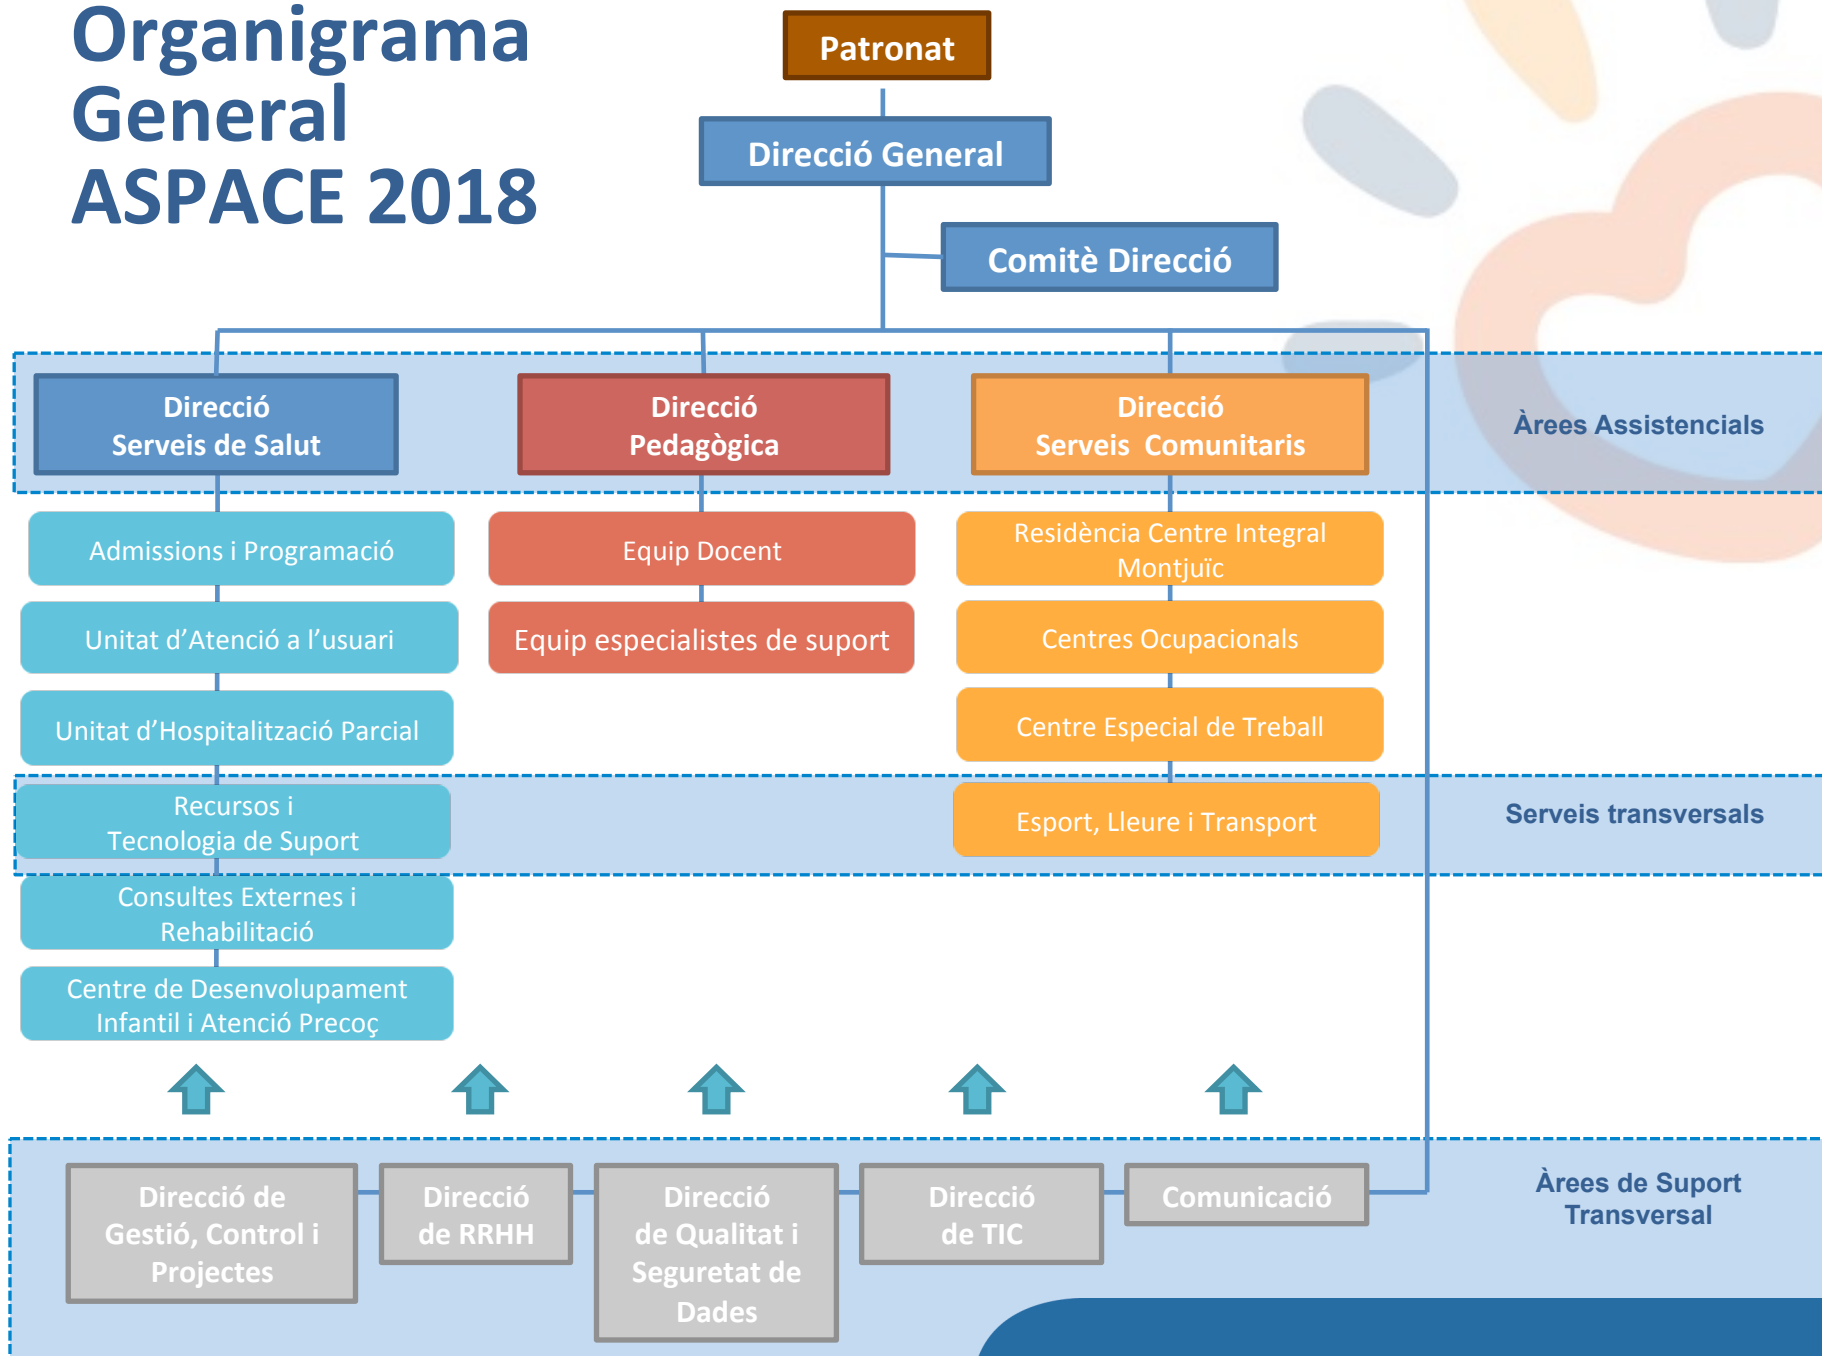 Organigrama
General
ASPACE 2018
Patronat
Direcció General
Comitè Direcció
Direcció
Serveis de Salut
Direcció
Pedagògica
Direcció
Serveis Comunitaris
Àrees Assistencials
Admissions i Programació
Equip Docent
Residència Centre Integral
Montjuïc
Unitat d’Atenció a l’usuari
Equip especialistes de suport
Centres Ocupacionals
Unitat d’Hospitalització Parcial
Centre Especial de Treball
Recursos i
Tecnologia de Suport
Esport, Lleure i Transport
Serveis transversals
Consultes Externes i
Rehabilitació
Centre de Desenvolupament
Infantil i Atenció Precoç
Direcció de
Gestió, Control i
Projectes
Direcció
de RRHH
Direcció
de Qualitat i
Seguretat de
Dades
Direcció
de TIC
Comunicació
Àrees de Suport
Transversal